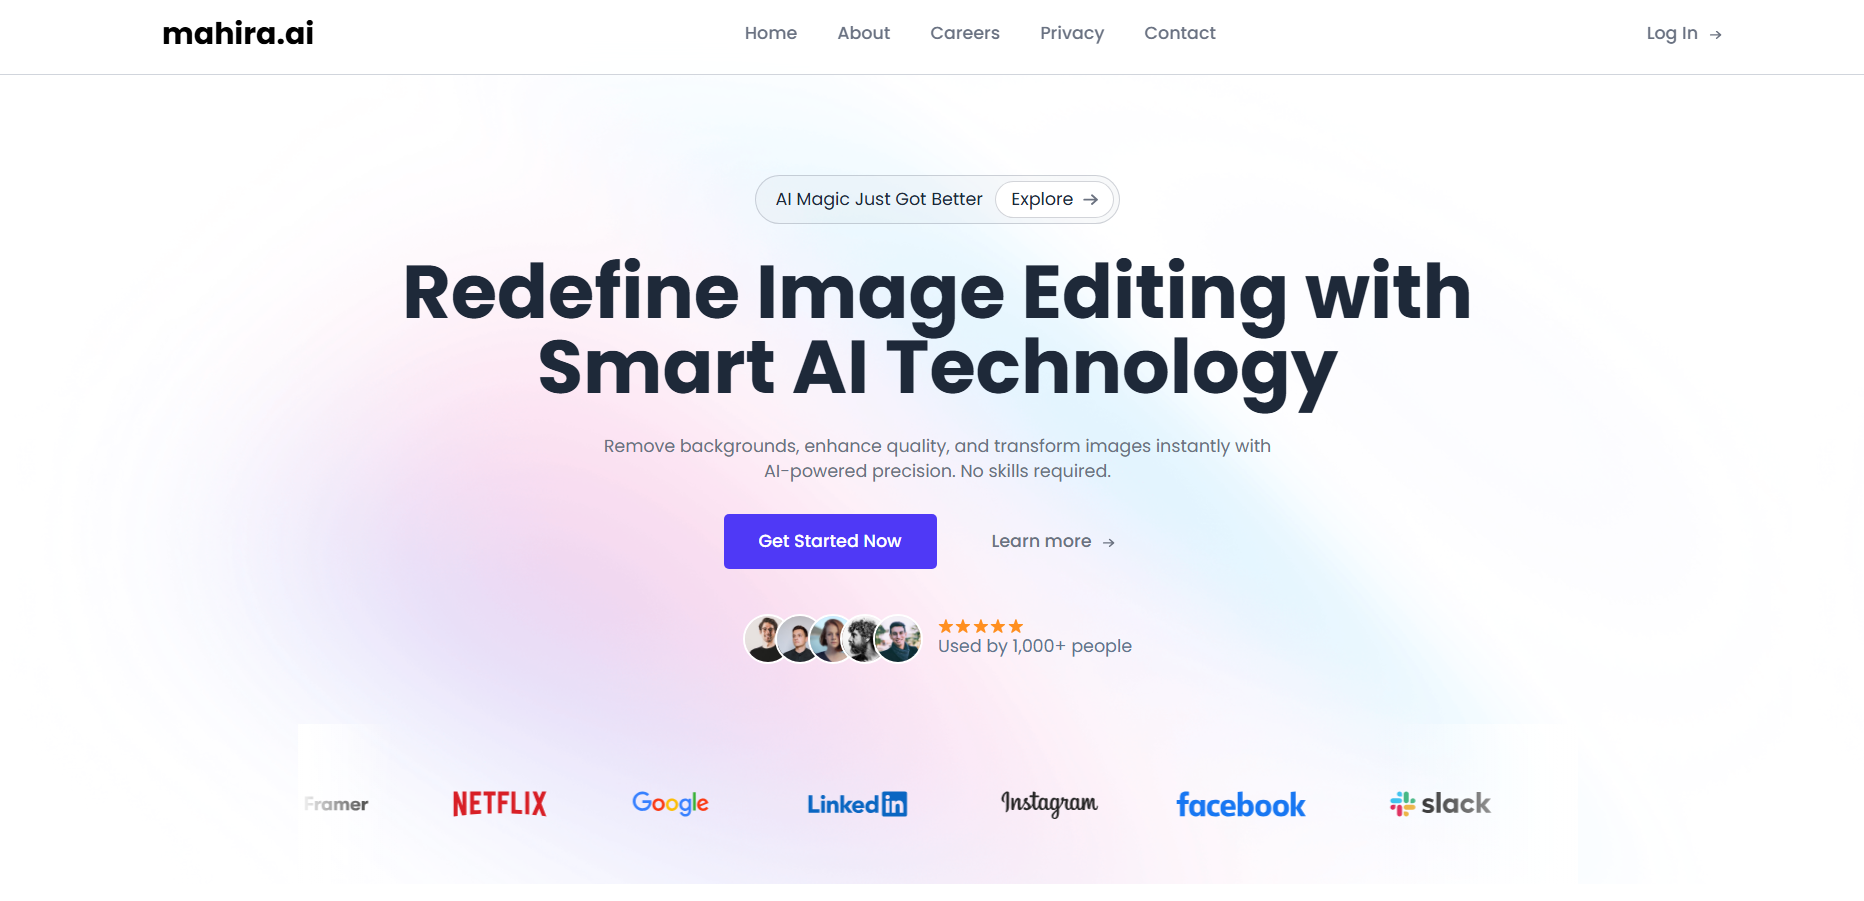 mahira.ai
Home About Careers Privacy Contact
Log In →
AI Magic Just Got Better Explore →
Redefine Image Editing with
Smart AI Technology
Remove backgrounds, enhance quality, and transform images instantly with
AI-powered precision. No skills required.
Get Started Now
Learn more →
Used by 1,000+ people
Framer NETFLIX Google Linkedin Instagram facebook slack